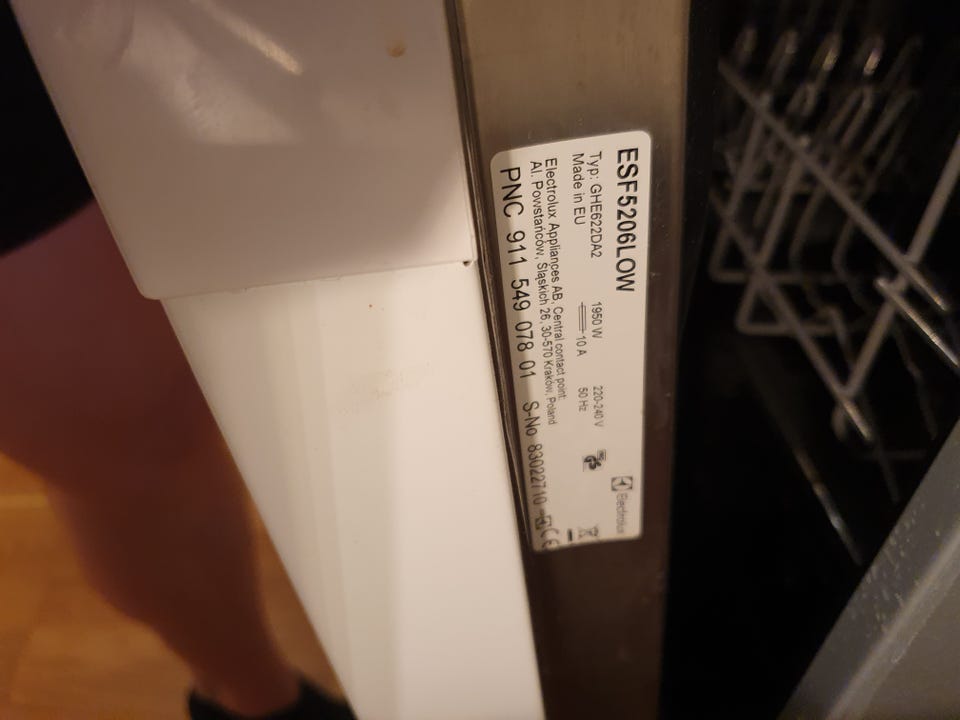 ESF5206LOW
Typ: GHE622DA2 1950 W 220-240 V
Made in EU 10 A 50 Hz
Electrolux
Electrolux Appliances AB, Central contact point:
Al. Powstańców, Śląskich 26, 30-570 Kraków, Poland
PNC 911 549 078 01 S-No 83022710
CE